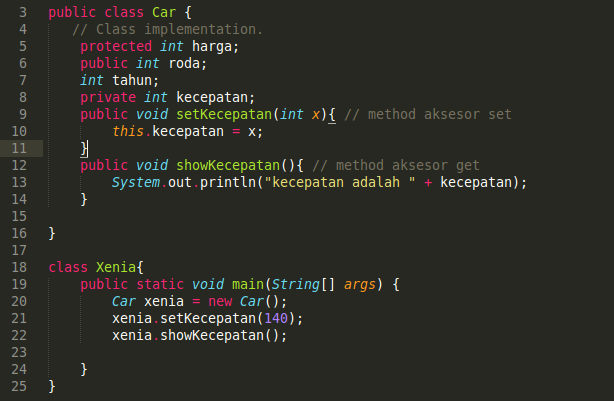 3 public class Car {
4 // Class implementation.
5 protected int harga;
6 public int roda;
7 int tahun;
8 private int kecepatan;
9 public void setKecepatan(int x){ // method aksesor set
10 this.kecepatan = x;
11 }
12 public void showKecepatan(){ // method aksesor get
13 System.out.println("kecepatan adalah " + kecepatan);
14 }
15
16 }
17
18 class Xenia{
19 public static void main(String[] args) {
20 Car xenia = new Car();
21 xenia.setKecepatan(140);
22 xenia.showKecepatan();
23
24 }
25 }